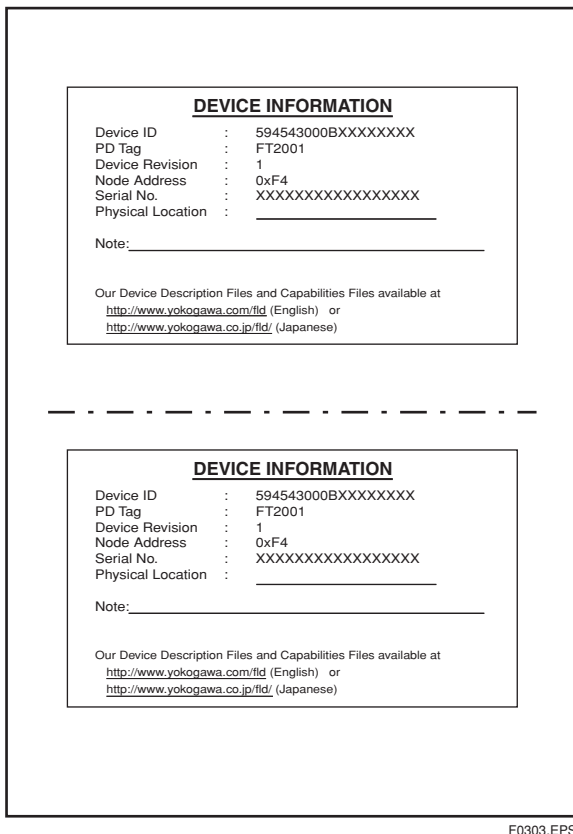 DEVICE INFORMATION
Device ID : 594543000BXXXXXXXX
PD Tag : FT2001
Device Revision : 1
Node Address : 0xF4
Serial No. : XXXXXXXXXXXXXXXXX
Physical Location :
Note:
Our Device Description Files and Capabilities Files available at
http://www.yokogawa.com/fld (English) or
http://www.yokogawa.co.jp/fld/ (Japanese)
DEVICE INFORMATION
Device ID : 594543000BXXXXXXXX
PD Tag : FT2001
Device Revision : 1
Node Address : 0xF4
Serial No. : XXXXXXXXXXXXXXXXX
Physical Location :
Note:
Our Device Description Files and Capabilities Files available at
http://www.yokogawa.com/fld (English) or
http://www.yokogawa.co.jp/fld/ (Japanese)
F0303.EPS